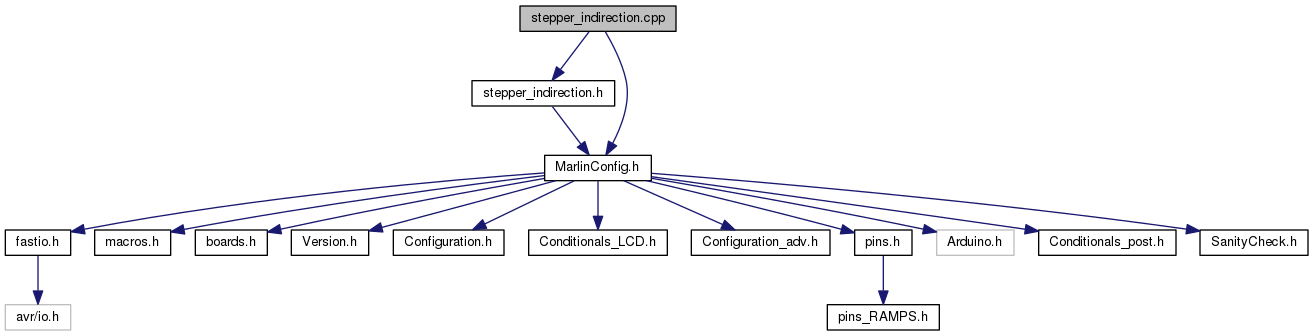 stepper_indirection.cpp
stepper_indirection.h
MarlinConfig.h
fastio.h
macros.h
boards.h
Version.h
Configuration.h
Conditionals_LCD.h
Configuration_adv.h
pins.h
Arduino.h
Conditionals_post.h
SanityCheck.h
avr/io.h
pins_RAMPS.h